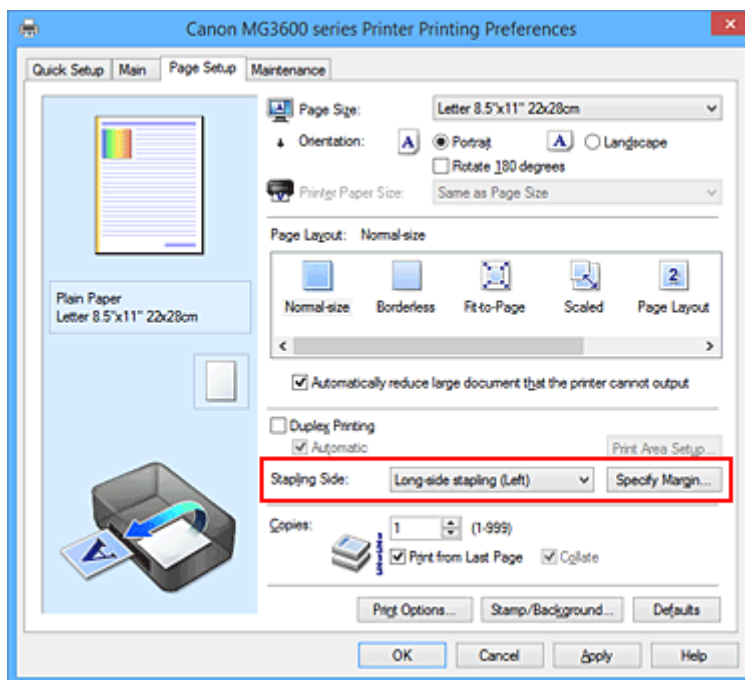 Canon MG3600 series Printer Printing Preferences
Quick Setup Main Page Setup Maintenance
Page Size: Letter 8.5"x11" 22x28cm
Orientation: A Portrait A Landscape
Rotate 180 degrees
Printer Paper Size: Same as Page Size
Page Layout: Normal-size
Normal-size Borderless Fit-to-Page Scaled Page Layout
Plain Paper
Letter 8.5"x11" 22x28cm
Automatically reduce large document that the printer cannot output
Duplex Printing
Automatic Print Area Setup...
Stapling Side: Long-side stapling (Left) Specify Margin...
Copies: 1 (1-999)
Print from Last Page Collate
Print Options... Stamp/Background... Defaults
OK Cancel Apply Help